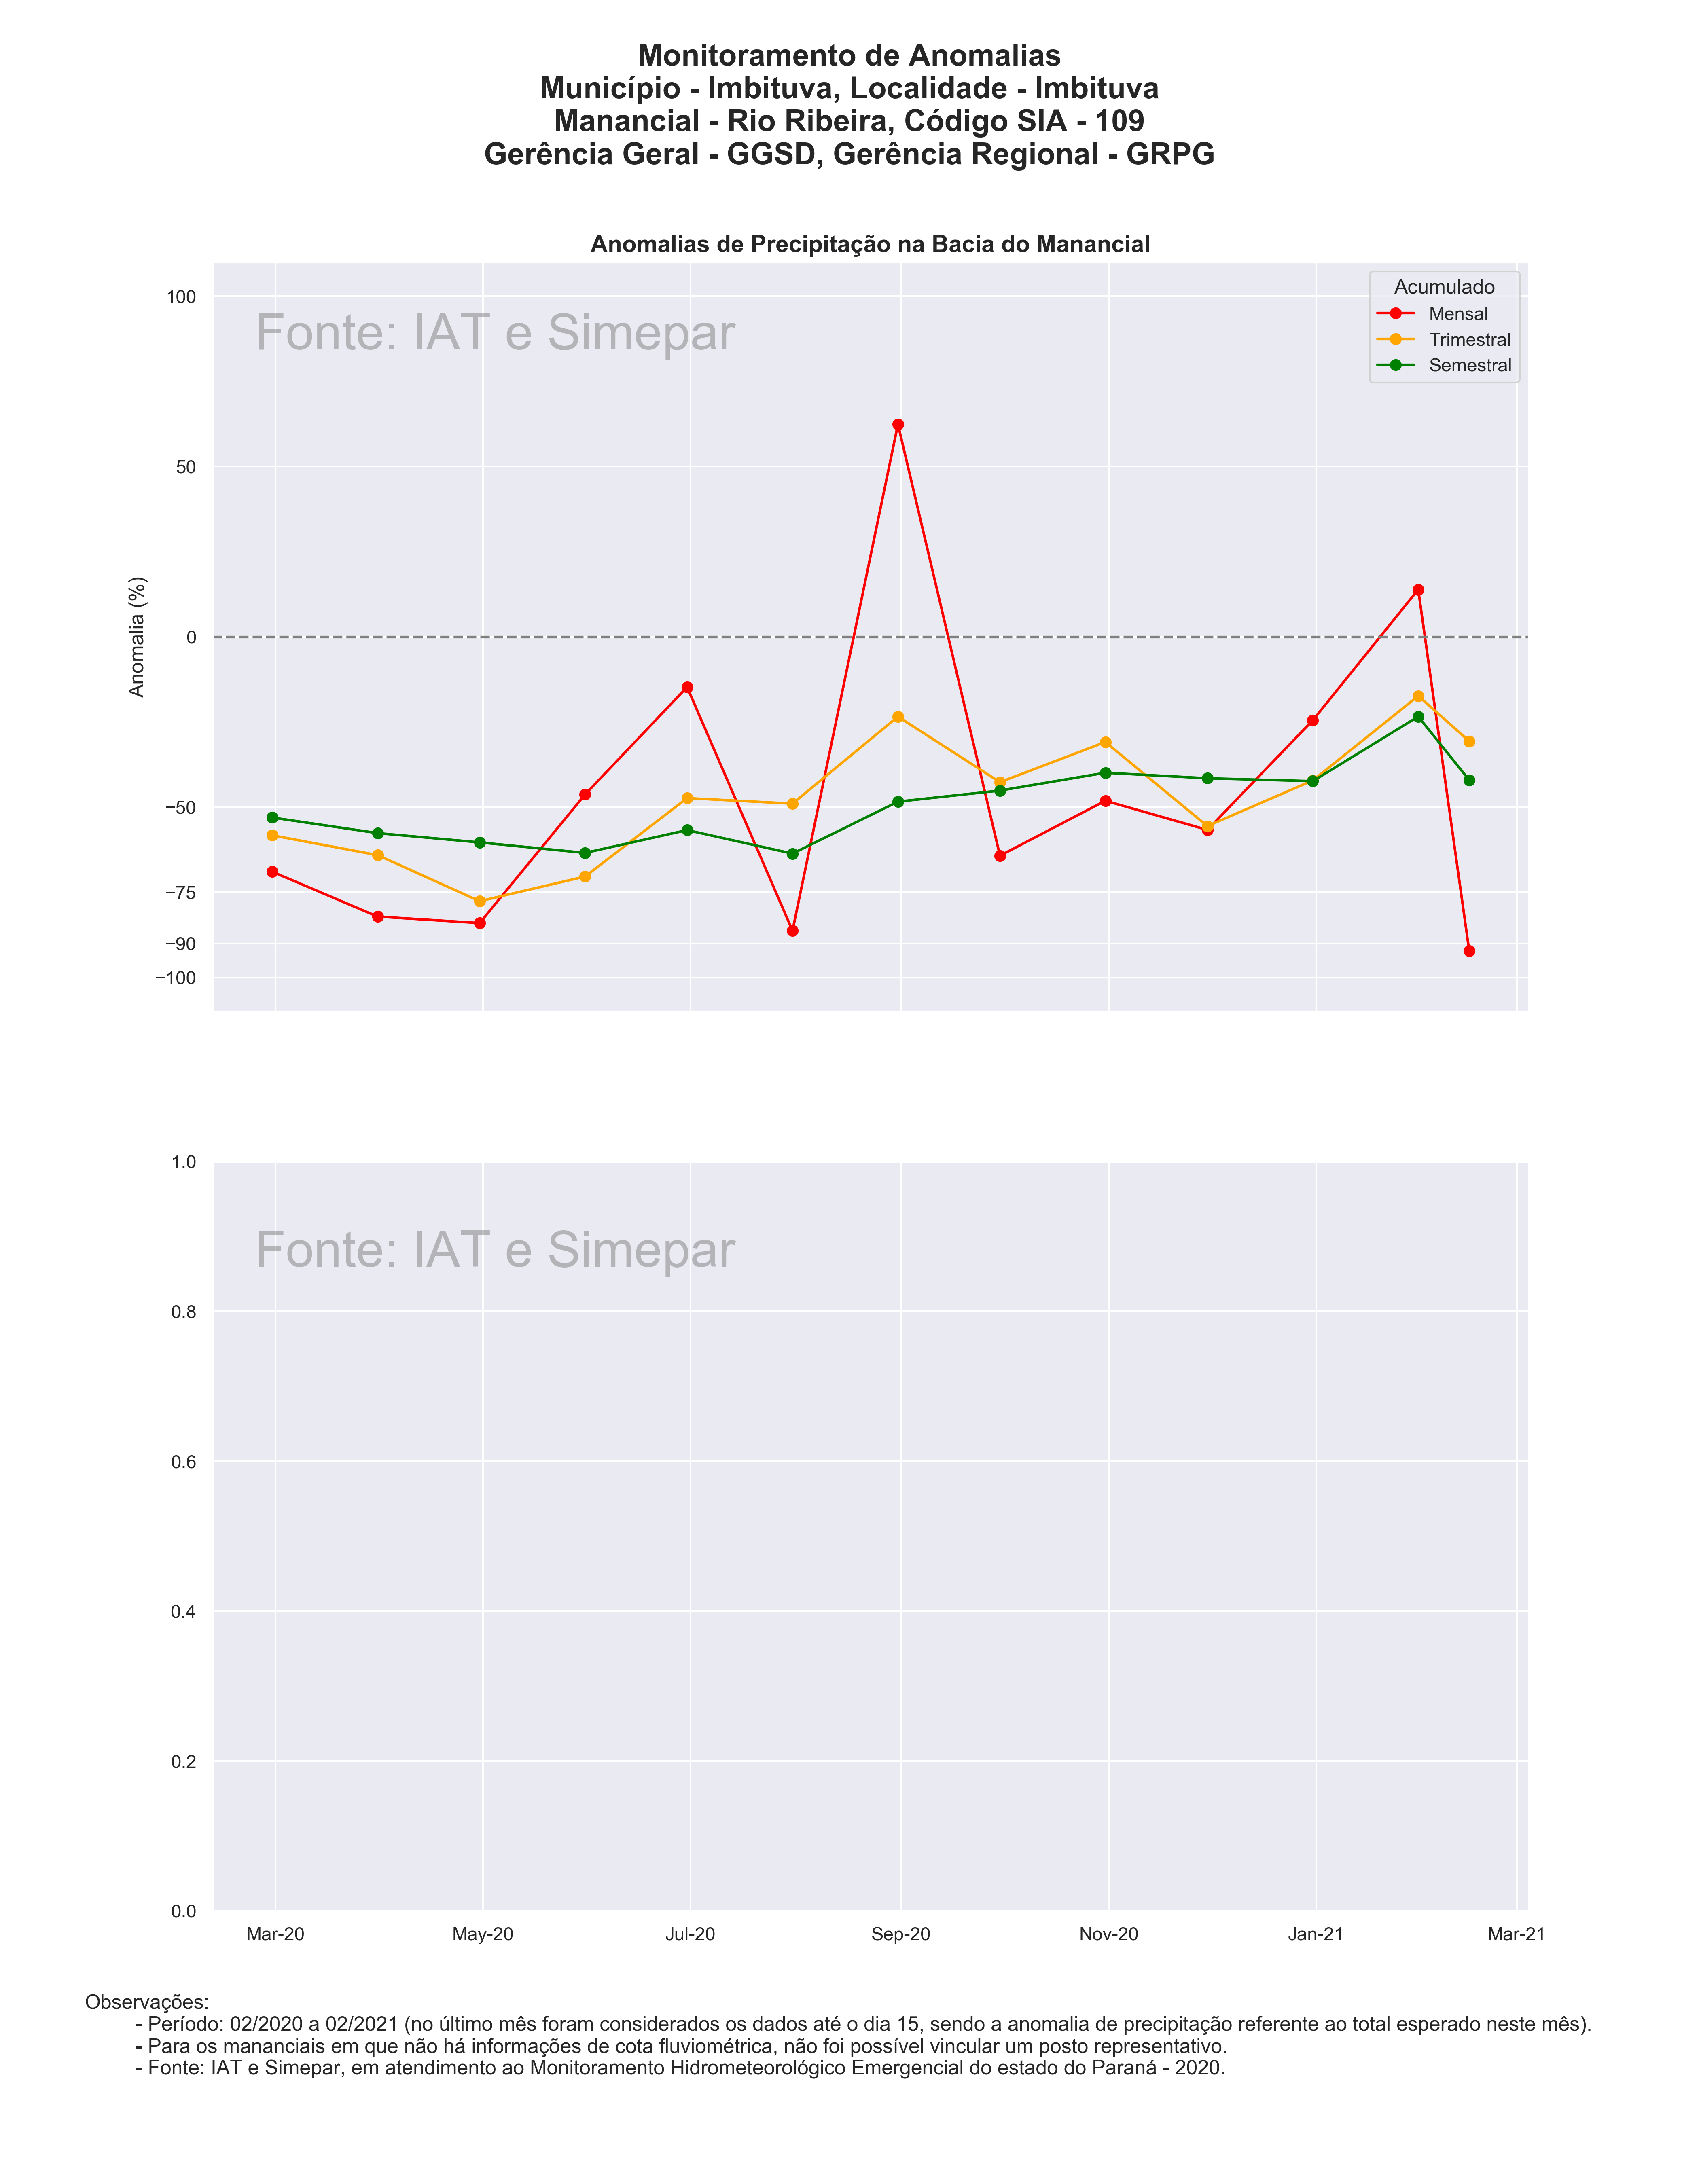 Monitoramento de Anomalias
Município - Imbituva, Localidade - Imbituva
Manancial - Rio Ribeira, Código SIA - 109
Gerência Geral - GGSD, Gerência Regional - GRPG
Anomalias de Precipitação na Bacia do Manancial
Fonte: IAT e Simepar
Acumulado
Mensal
Trimestral
Semestral
Anomalia (%)
100
50
0
−50
−75
−90
−100
Fonte: IAT e Simepar
1.0
0.8
0.6
0.4
0.2
0.0
Mar-20 May-20 Jul-20 Sep-20 Nov-20 Jan-21 Mar-21
Observações:
- Período: 02/2020 a 02/2021 (no último mês foram considerados os dados até o dia 15, sendo a anomalia de precipitação referente ao total esperado neste mês).
- Para os mananciais em que não há informações de cota fluviométrica, não foi possível vincular um posto representativo.
- Fonte: IAT e Simepar, em atendimento ao Monitoramento Hidrometeorológico Emergencial do estado do Paraná - 2020.